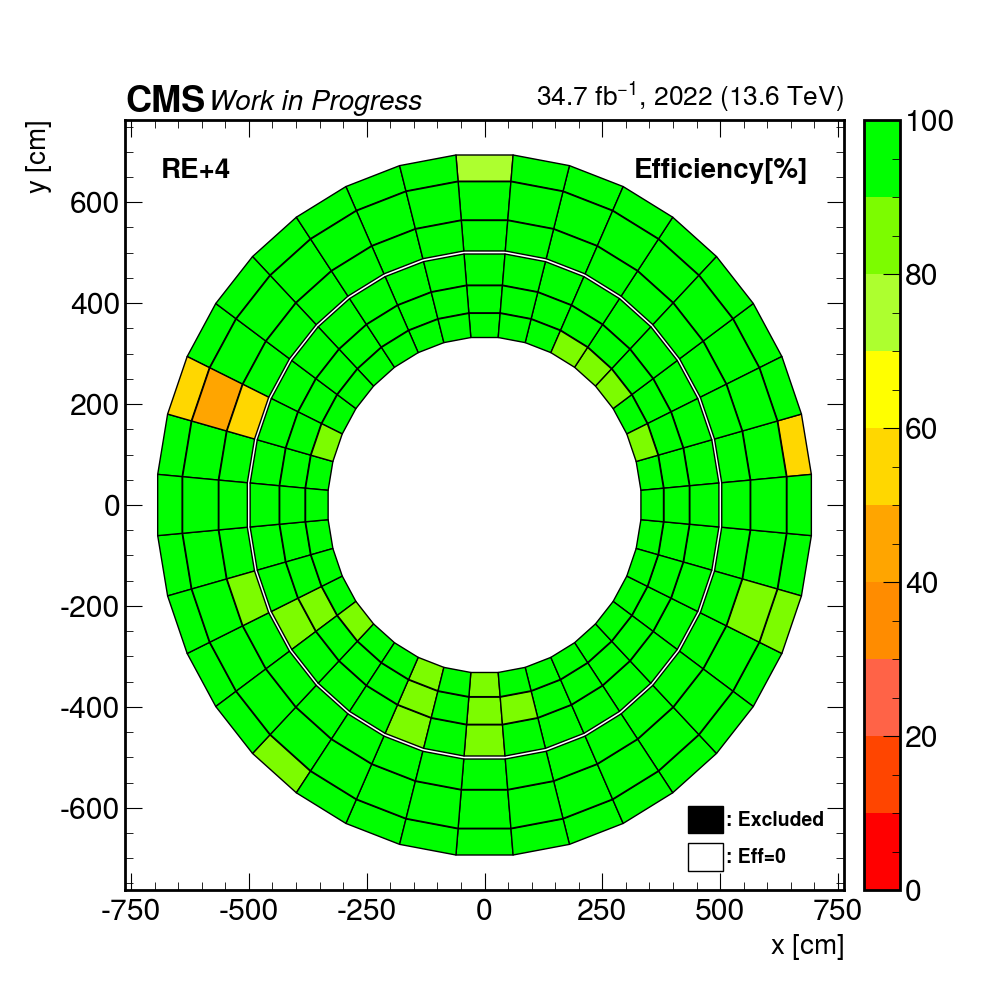 CMS Work in Progress 34.7 fb⁻¹, 2022 (13.6 TeV)
y [cm]
RE+4 Efficiency[%]
600
400
200
0
-200
-400
-600
: Excluded
: Eff=0
-750 -500 -250 0 250 500 750
x [cm]
100
80
60
40
20
0